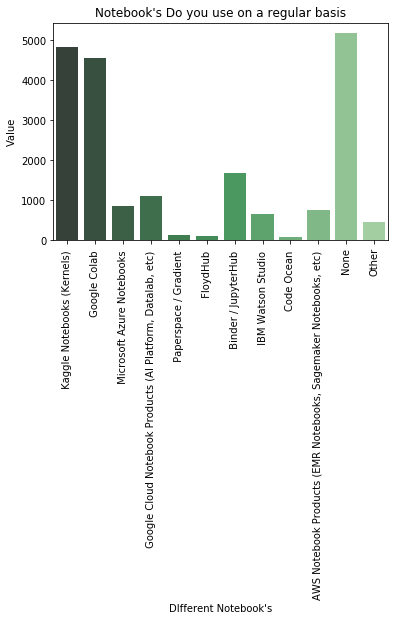 Notebook's Do you use on a regular basis
Value
5000
4000
3000
2000
1000
0
Kaggle Notebooks (Kernels)
Google Colab
Microsoft Azure Notebooks
Google Cloud Notebook Products (AI Platform, Datalab, etc)
Paperspace / Gradient
FloydHub
Binder / JupyterHub
IBM Watson Studio
Code Ocean
AWS Notebook Products (EMR Notebooks, Sagemaker Notebooks, etc)
None
Other
DIfferent Notebook's